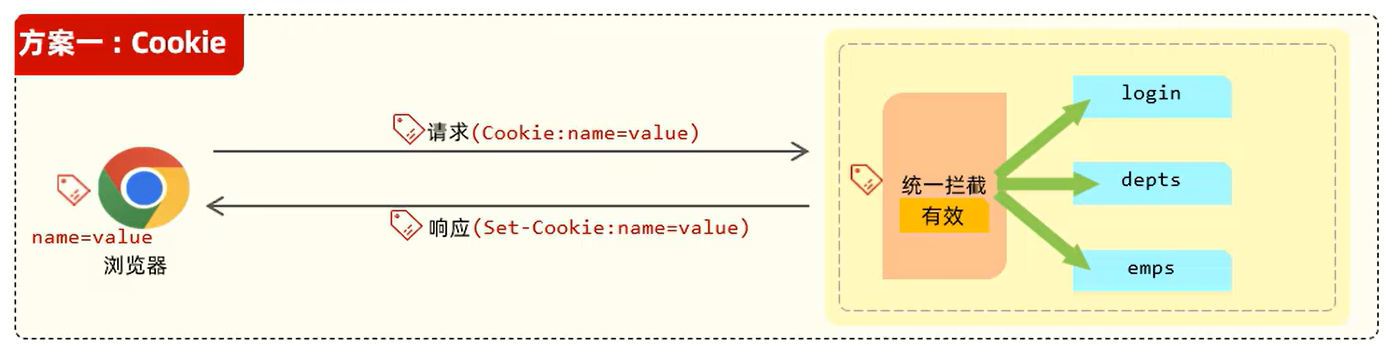 方案一：Cookie
请求(Cookie:name=value)
响应(Set-Cookie:name=value)
name=value
浏览器
统一拦截
有效
login
depts
emps